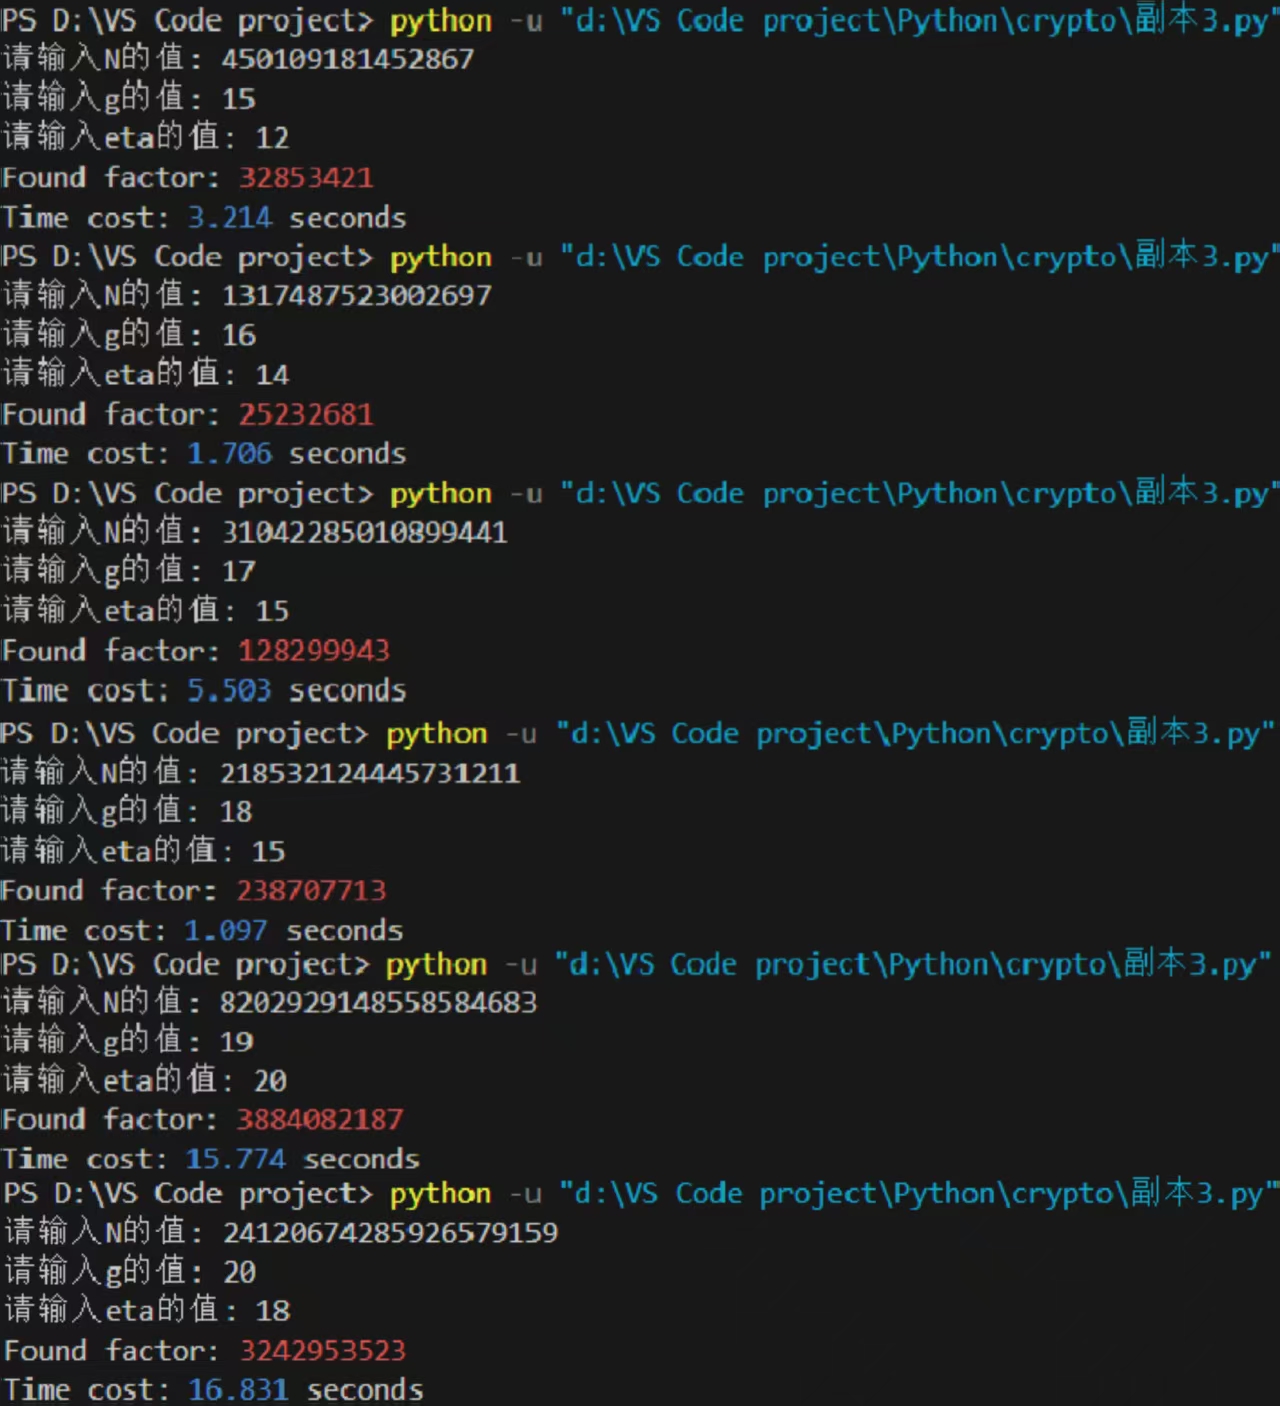 PS D:\VS Code project> python -u "d:\VS Code project\Python\crypto\副本3.py"
请输入N的值: 450109181452867
请输入g的值: 15
请输入eta的值: 12
Found factor: 32853421
Time cost: 3.214 seconds
PS D:\VS Code project> python -u "d:\VS Code project\Python\crypto\副本3.py"
请输入N的值: 1317487523002697
请输入g的值: 16
请输入eta的值: 14
Found factor: 25232681
Time cost: 1.706 seconds
PS D:\VS Code project> python -u "d:\VS Code project\Python\crypto\副本3.py"
请输入N的值: 31042285010899441
请输入g的值: 17
请输入eta的值: 15
Found factor: 128299943
Time cost: 5.503 seconds
PS D:\VS Code project> python -u "d:\VS Code project\Python\crypto\副本3.py"
请输入N的值: 218532124445731211
请输入g的值: 18
请输入eta的值: 15
Found factor: 238707713
Time cost: 1.097 seconds
PS D:\VS Code project> python -u "d:\VS Code project\Python\crypto\副本3.py"
请输入N的值: 8202929148558584683
请输入g的值: 19
请输入eta的值: 20
Found factor: 3884082187
Time cost: 15.774 seconds
PS D:\VS Code project> python -u "d:\VS Code project\Python\crypto\副本3.py"
请输入N的值: 24120674285926579159
请输入g的值: 20
请输入eta的值: 18
Found factor: 3242953523
Time cost: 16.831 seconds